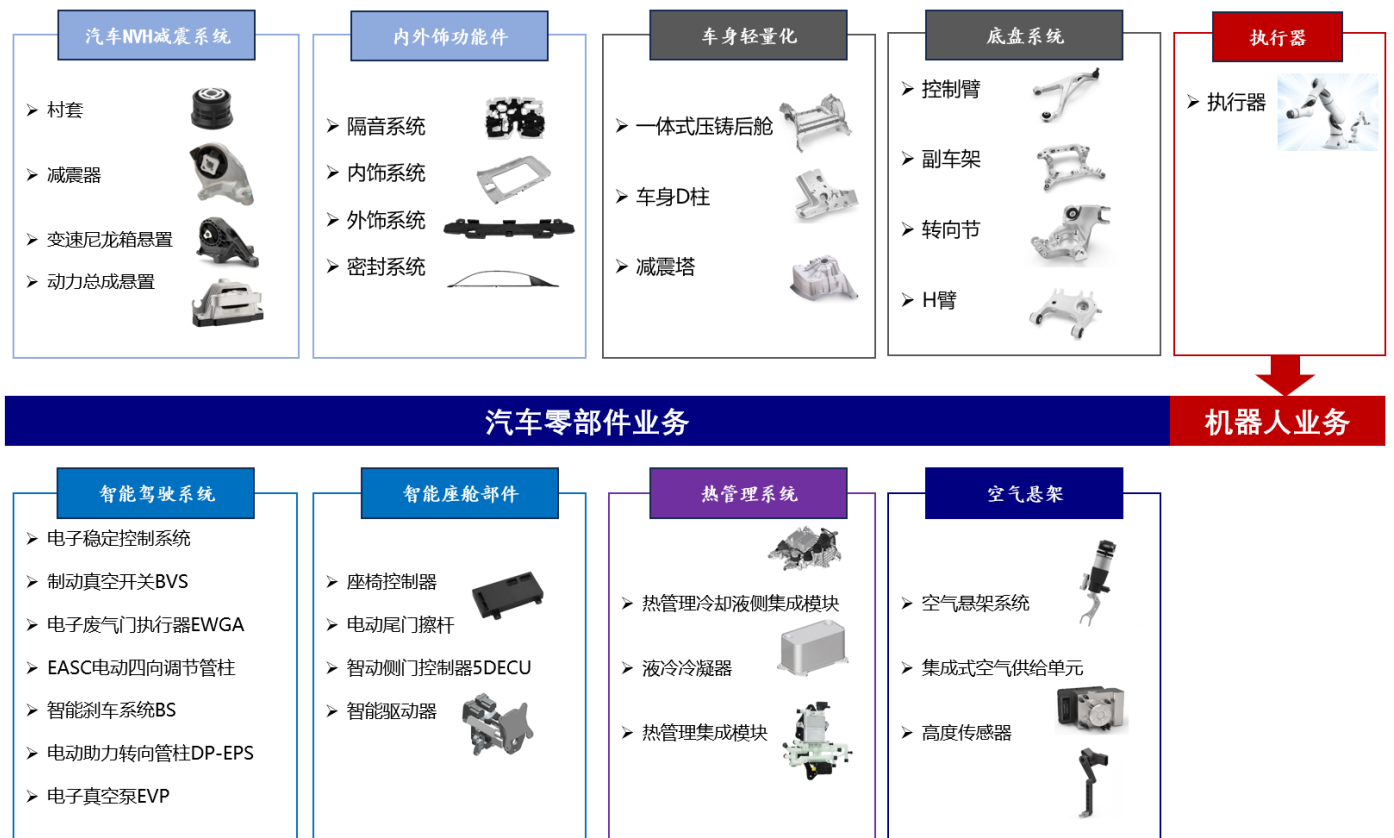 汽车NVH减震系统
村套
减震器
变速尼龙箱悬置
动力总成悬置
内外饰功能件
隔音系统
内饰系统
外饰系统
密封系统
车身轻量化
一体式压铸后舱
车身D柱
减震塔
底盘系统
控制臂
副车架
转向节
H臂
执行器
执行器
汽车零部件业务
机器人业务
智能驾驶系统
电子稳定控制系统
制动真空开关BVS
电子废气门执行器EWGA
EASC电动四向调节管柱
智能刹车系统BS
电动助力转向管柱DP-EPS
电子真空泵EVP
智能座舱部件
座椅控制器
电动尾门擦杆
智动侧门控制器5DECU
智能驱动器
热管理系统
热管理冷却液侧集成模块
液冷冷凝器
热管理集成模块
空气悬架
空气悬架系统
集成式空气供给单元
高度传感器